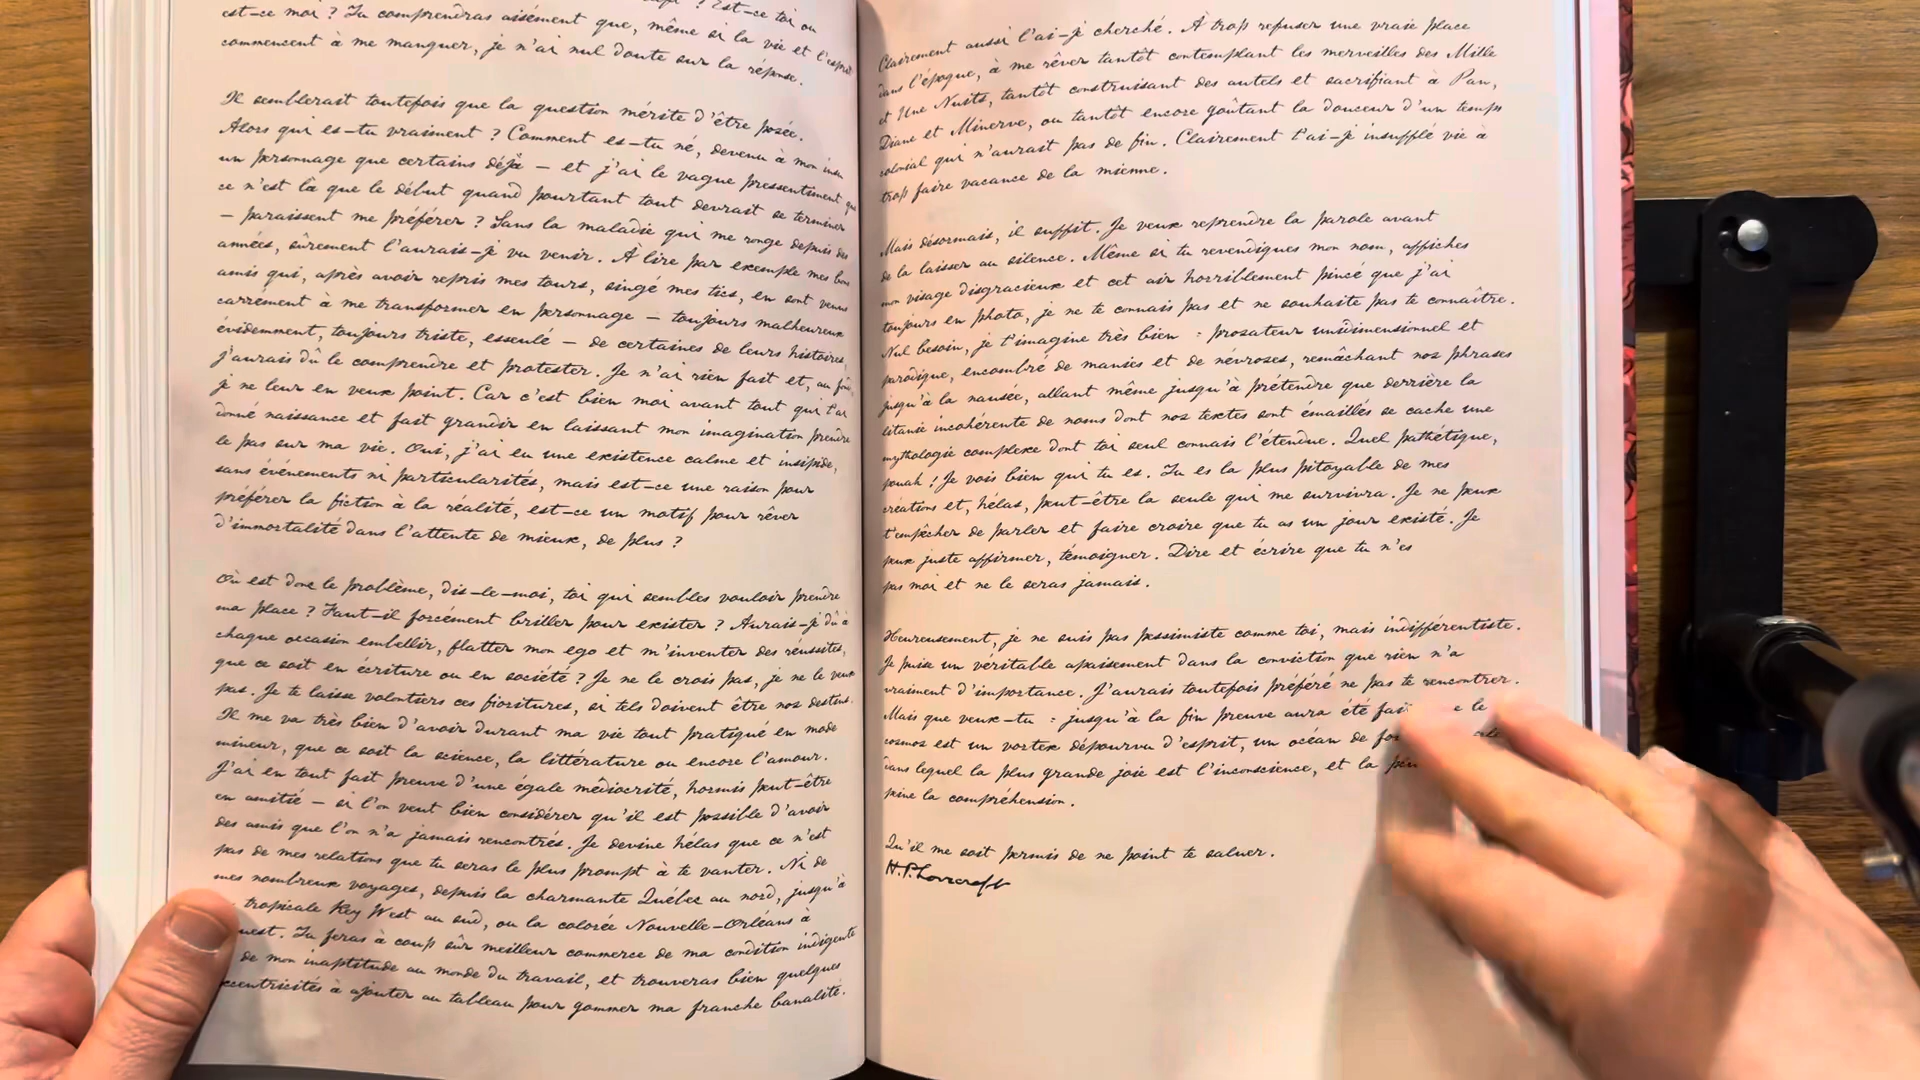 ? Est-ce toi ou
est-ce moi ? Tu comprendras aisément que, même si la vie et l'esprit
commencent à me manquer, je n'ai nul doute sur la réponse.
Il semblerait toutefois que la question mérite d'être posée.
Alors qui es-tu vraiment ? Comment es-tu né, devenu à mon insu
un personnage que certains déjà – et j'ai le vague pressentiment que
ce n'est là que le début quand pourtant tout devrait se terminer
– paraissent me préférer ? Sans la maladie qui me ronge depuis des
années, sûrement l'aurais-je vu venir. À lire par exemple mes bons
amis qui, après avoir repris mes tours, singé mes tics, en sont venus
carrément à me transformer en personnage – toujours malheureux
évidemment, toujours triste, esseulé – de certaines de leurs histoires,
j'aurais dû le comprendre et protester. Je n'ai rien fait et, au fond,
je ne leur en veux point. Car c'est bien moi avant tout qui t'ai
donné naissance et fait grandir en laissant mon imagination prendre
le pas sur ma vie. Oui, j'ai eu une existence calme et insipide,
sans événements ni particularités, mais est-ce une raison pour
préférer la fiction à la réalité, est-ce un motif pour rêver
d'immortalité dans l'attente de mieux, de plus ?
Où est donc le problème, dis-le-moi, toi qui sembles vouloir prendre
ma place ? Faut-il forcément briller pour exister ? Aurais-je dû à
chaque occasion embellir, flatter mon ego et m'inventer des réussites,
que ce soit en écriture ou en société ? Je ne le crois pas, je ne le veux
pas. Je te laisse volontiers ces fioritures, si tels doivent être nos destins.
Il me va très bien d'avoir durant ma vie tout pratiqué en mode
mineur, que ce soit la science, la littérature ou encore l'amour.
J'ai en tout fait preuve d'une égale médiocrité, hormis peut-être
en amitié – si l'on veut bien considérer qu'il est possible d'avoir
des amis que l'on n'a jamais rencontrés. Je devine hélas que ce n'est
pas de mes relations que tu seras le plus prompt à te vanter. Ni de
mes nombreux voyages, depuis la charmante Québec au nord, jusqu'à
tropicale Key West au sud, ou la colorée Nouvelle-Orléans à
ouest. Tu feras à coup sûr meilleur commerce de ma condition indigente
de mon inaptitude au monde du travail, et trouveras bien quelques
excentricités à ajouter au tableau pour gommer ma franche banalité.
Clairement aussi l'ai-je cherché. À trop refuser une vraie place
dans l'époque, à me rêver tantôt contemplant les merveilles des Mille
et Une Nuits, tantôt construisant des autels et sacrifiant à Pan,
Diane et Minerve, ou tantôt encore goûtant la douceur d'un temps
colonial qui n'aurait pas de fin. Clairement t'ai-je insufflé vie à
trop faire vacance de la mienne.
Mais désormais, il suffit. Je veux reprendre la parole avant
de la laisser au silence. Même si tu revendiques mon nom, affiches
mon visage disgracieux et cet air horriblement pincé que j'ai
toujours en photo, je ne te connais pas et ne souhaite pas te connaître.
Nul besoin, je t'imagine très bien : prosateur unidimensionnel et
parodique, encombré de manies et de névroses, remâchant nos phrases
jusqu'à la nausée, allant même jusqu'à prétendre que derrière la
litanie incohérente de noms dont nos textes sont émaillés se cache une
mythologie complexe dont toi seul connais l'étendue. Quel pathétique,
pouah ! Je vois bien qui tu es. Tu es la plus pitoyable de mes
créations et, hélas, peut-être la seule qui me survivra. Je ne peux
t'empêcher de parler et faire croire que tu as un jour existé. Je
peux juste affirmer, témoigner. Dire et écrire que tu n'es
pas moi et ne le seras jamais.
Heureusement, je ne suis pas pessimiste comme toi, mais indifférentiste.
Je puise un véritable apaisement dans la conviction que rien n'a
vraiment d'importance. J'aurais toutefois préféré ne pas te rencontrer.
Mais que veux-tu : jusqu'à la fin preuve aura été le
cosmos est un vortex dépourvu d'esprit, un océan de
dans lequel la plus grande joie est l'inconscience, et la
peine la compréhension.
Qu'il me soit permis de ne point te saluer.
H.P. Lovecraft